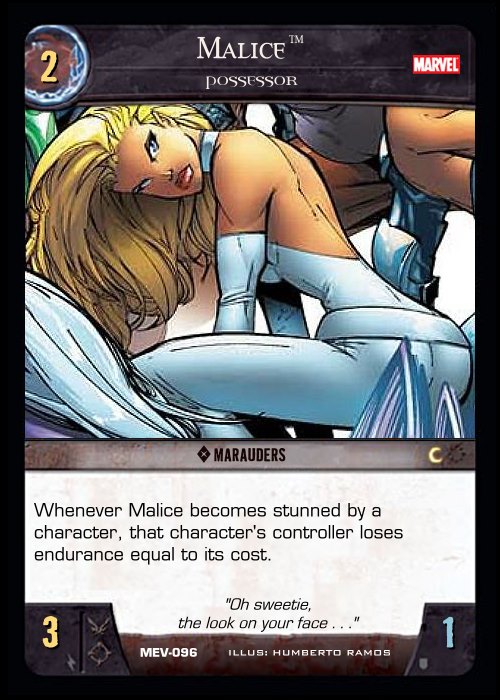 2
MALICE™
POSSESSOR
MARVEL
MARAUDERS
C
Whenever Malice becomes stunned by a
character, that character's controller loses
endurance equal to its cost.
"Oh sweetie,
the look on your face . . ."
3
MEV-096 ILLUS: HUMBERTO RAMOS
1